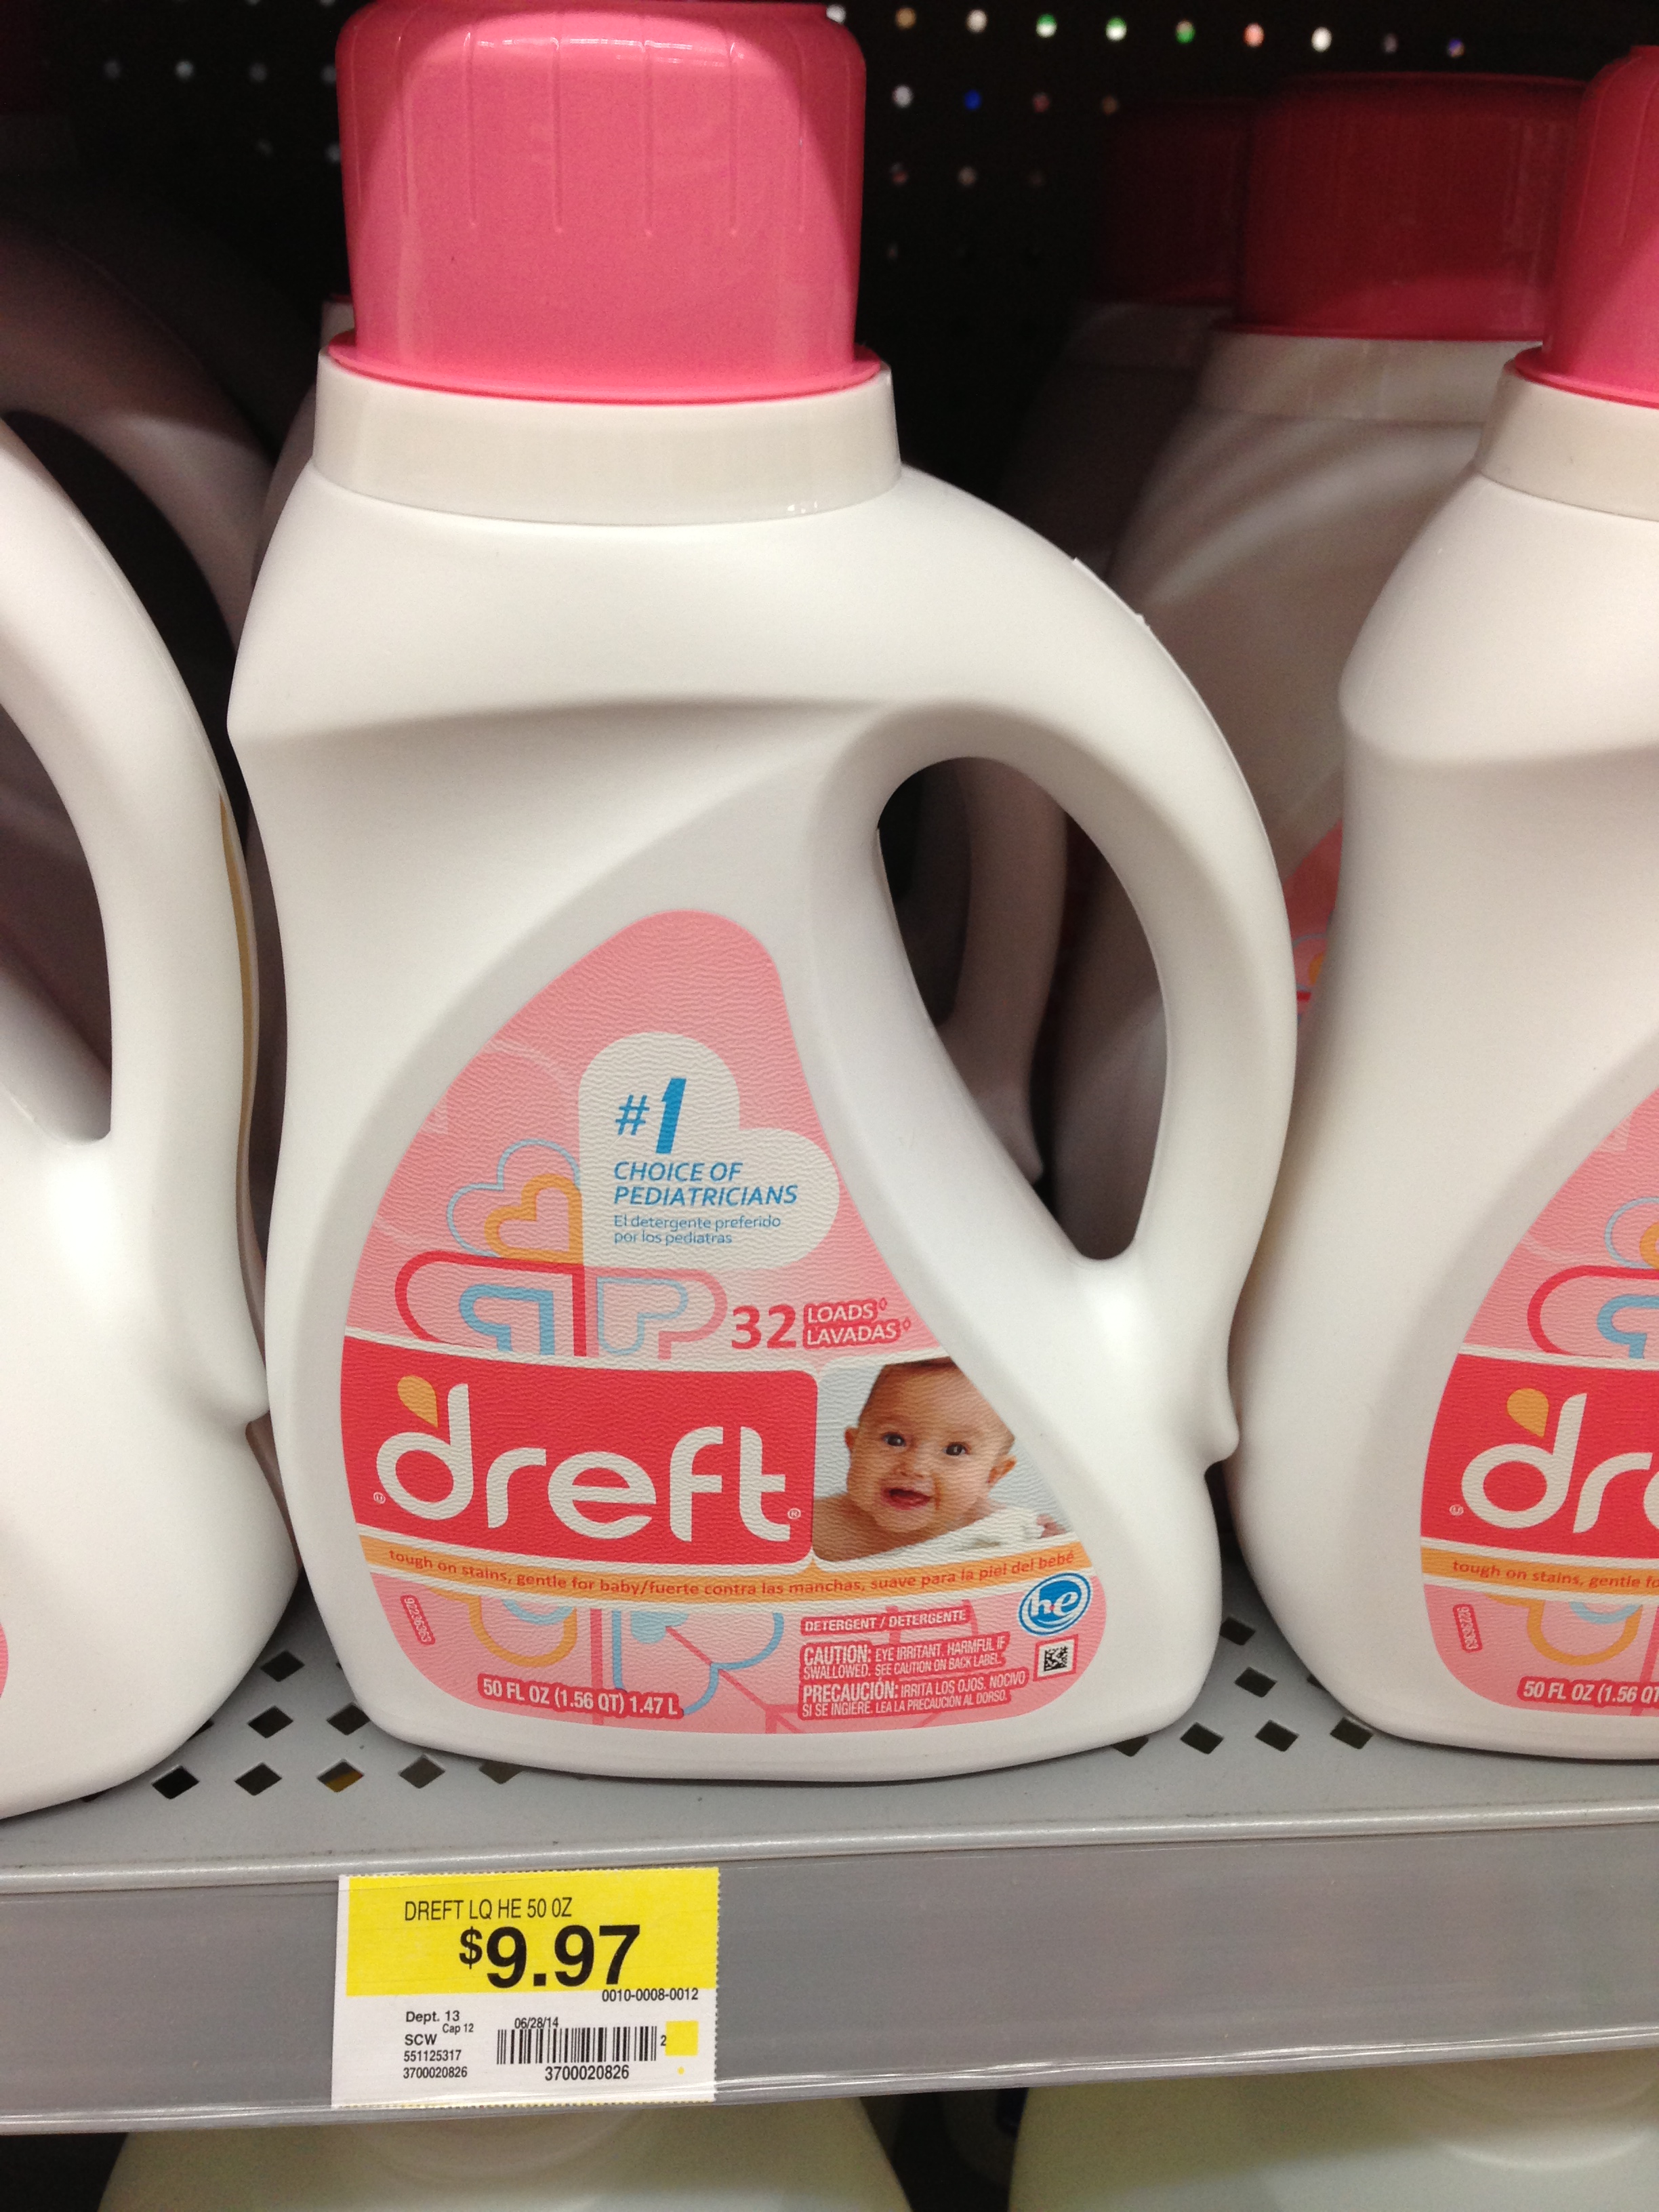 #1
CHOICE OF
PEDIATRICIANS
El detergente preferido
por los pediatras
32 LOADS◊
LAVADAS◊
dreft®
tough on stains, gentle for baby/fuerte contra las manchas, suave para la piel del bebé
he
92236363
DETERGENT / DETERGENTE
CAUTION: EYE IRRITANT. HARMFUL IF
SWALLOWED. SEE CAUTION ON BACK LABEL.
PRECAUCIÓN: IRRITA LOS OJOS. NOCIVO
SI SE INGIERE. LEA LA PRECAUCIÓN AL DORSO.
50 FL OZ (1.56 QT) 1.47 L
dre
tough on stains, gentle fo
92236363
50 FL OZ (1.56 QT
DREFT LQ HE 50 OZ
$9.97
0010-0008-0012
Dept. 13
Cap 12
SCW
551125317
3700020826
06/28/14
2
3700020826